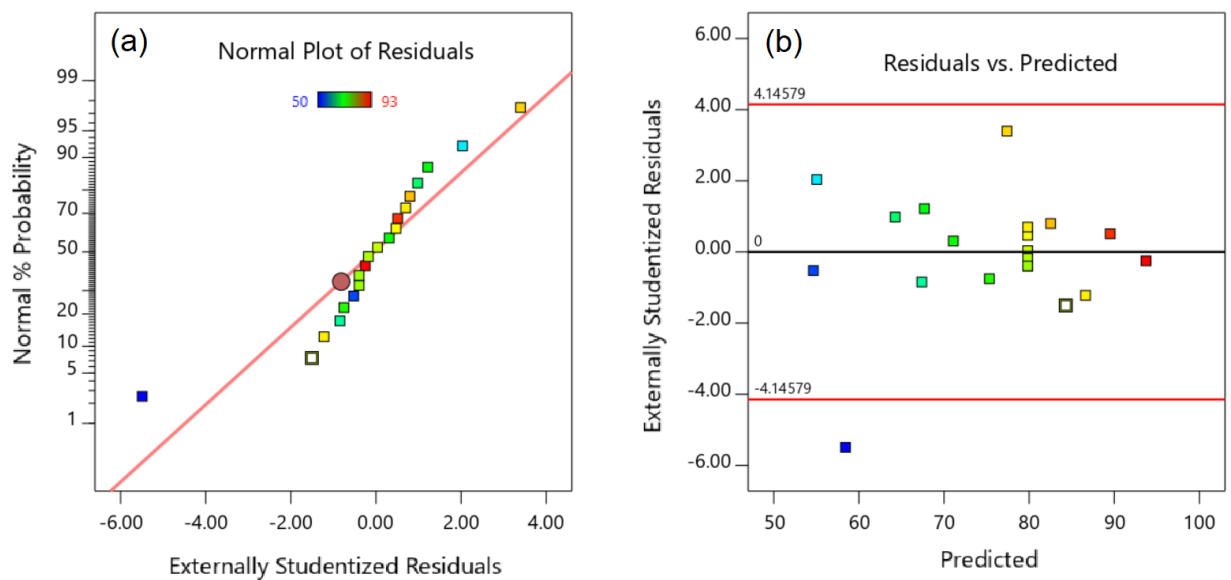 (a)
Normal Plot of Residuals
50 93
99
95
90
70
50
20
10
5
1
Normal % Probability
-6.00 -4.00 -2.00 0.00 2.00 4.00
Externally Studentized Residuals
(b)
Residuals vs. Predicted
6.00
4.00
2.00
0.00
-2.00
-4.00
-6.00
4.14579
0
-4.14579
Externally Studentized Residuals
50 60 70 80 90 100
Predicted